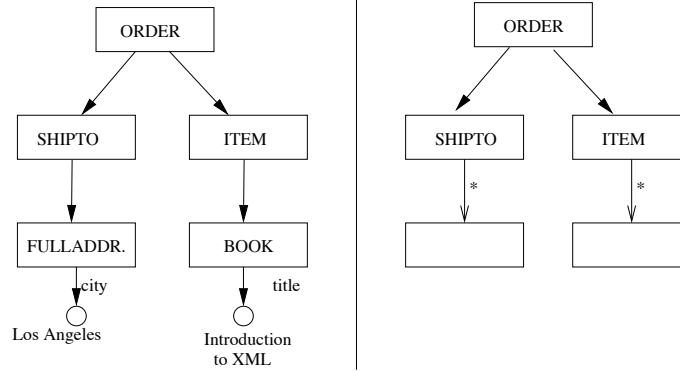 ORDER
SHIPTO
ITEM
FULLADDR.
BOOK
city
title
Los Angeles
Introduction
to XML
ORDER
SHIPTO
ITEM
*
*